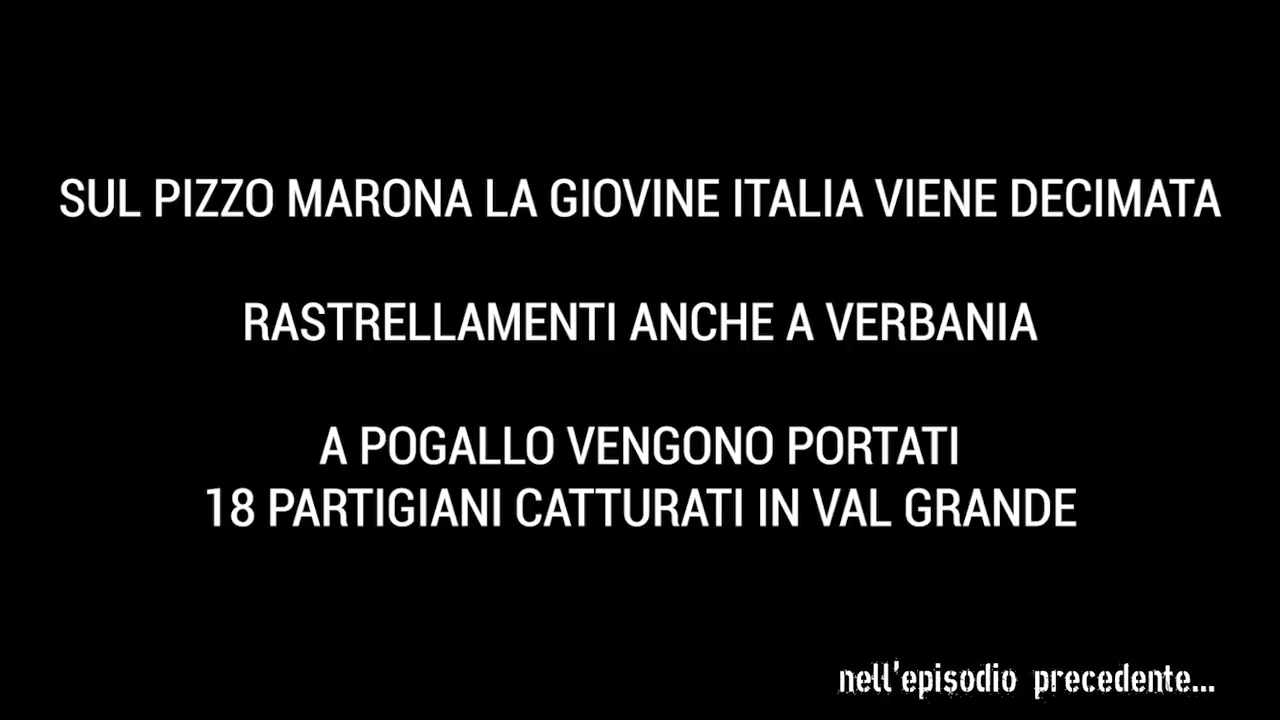 SUL PIZZO MARONA LA GIOVINE ITALIA VIENE DECIMATA
RASTRELLAMENTI ANCHE A VERBANIA
A POGALLO VENGONO PORTATI
18 PARTIGIANI CATTURATI IN VAL GRANDE
nell'episodio precedente...